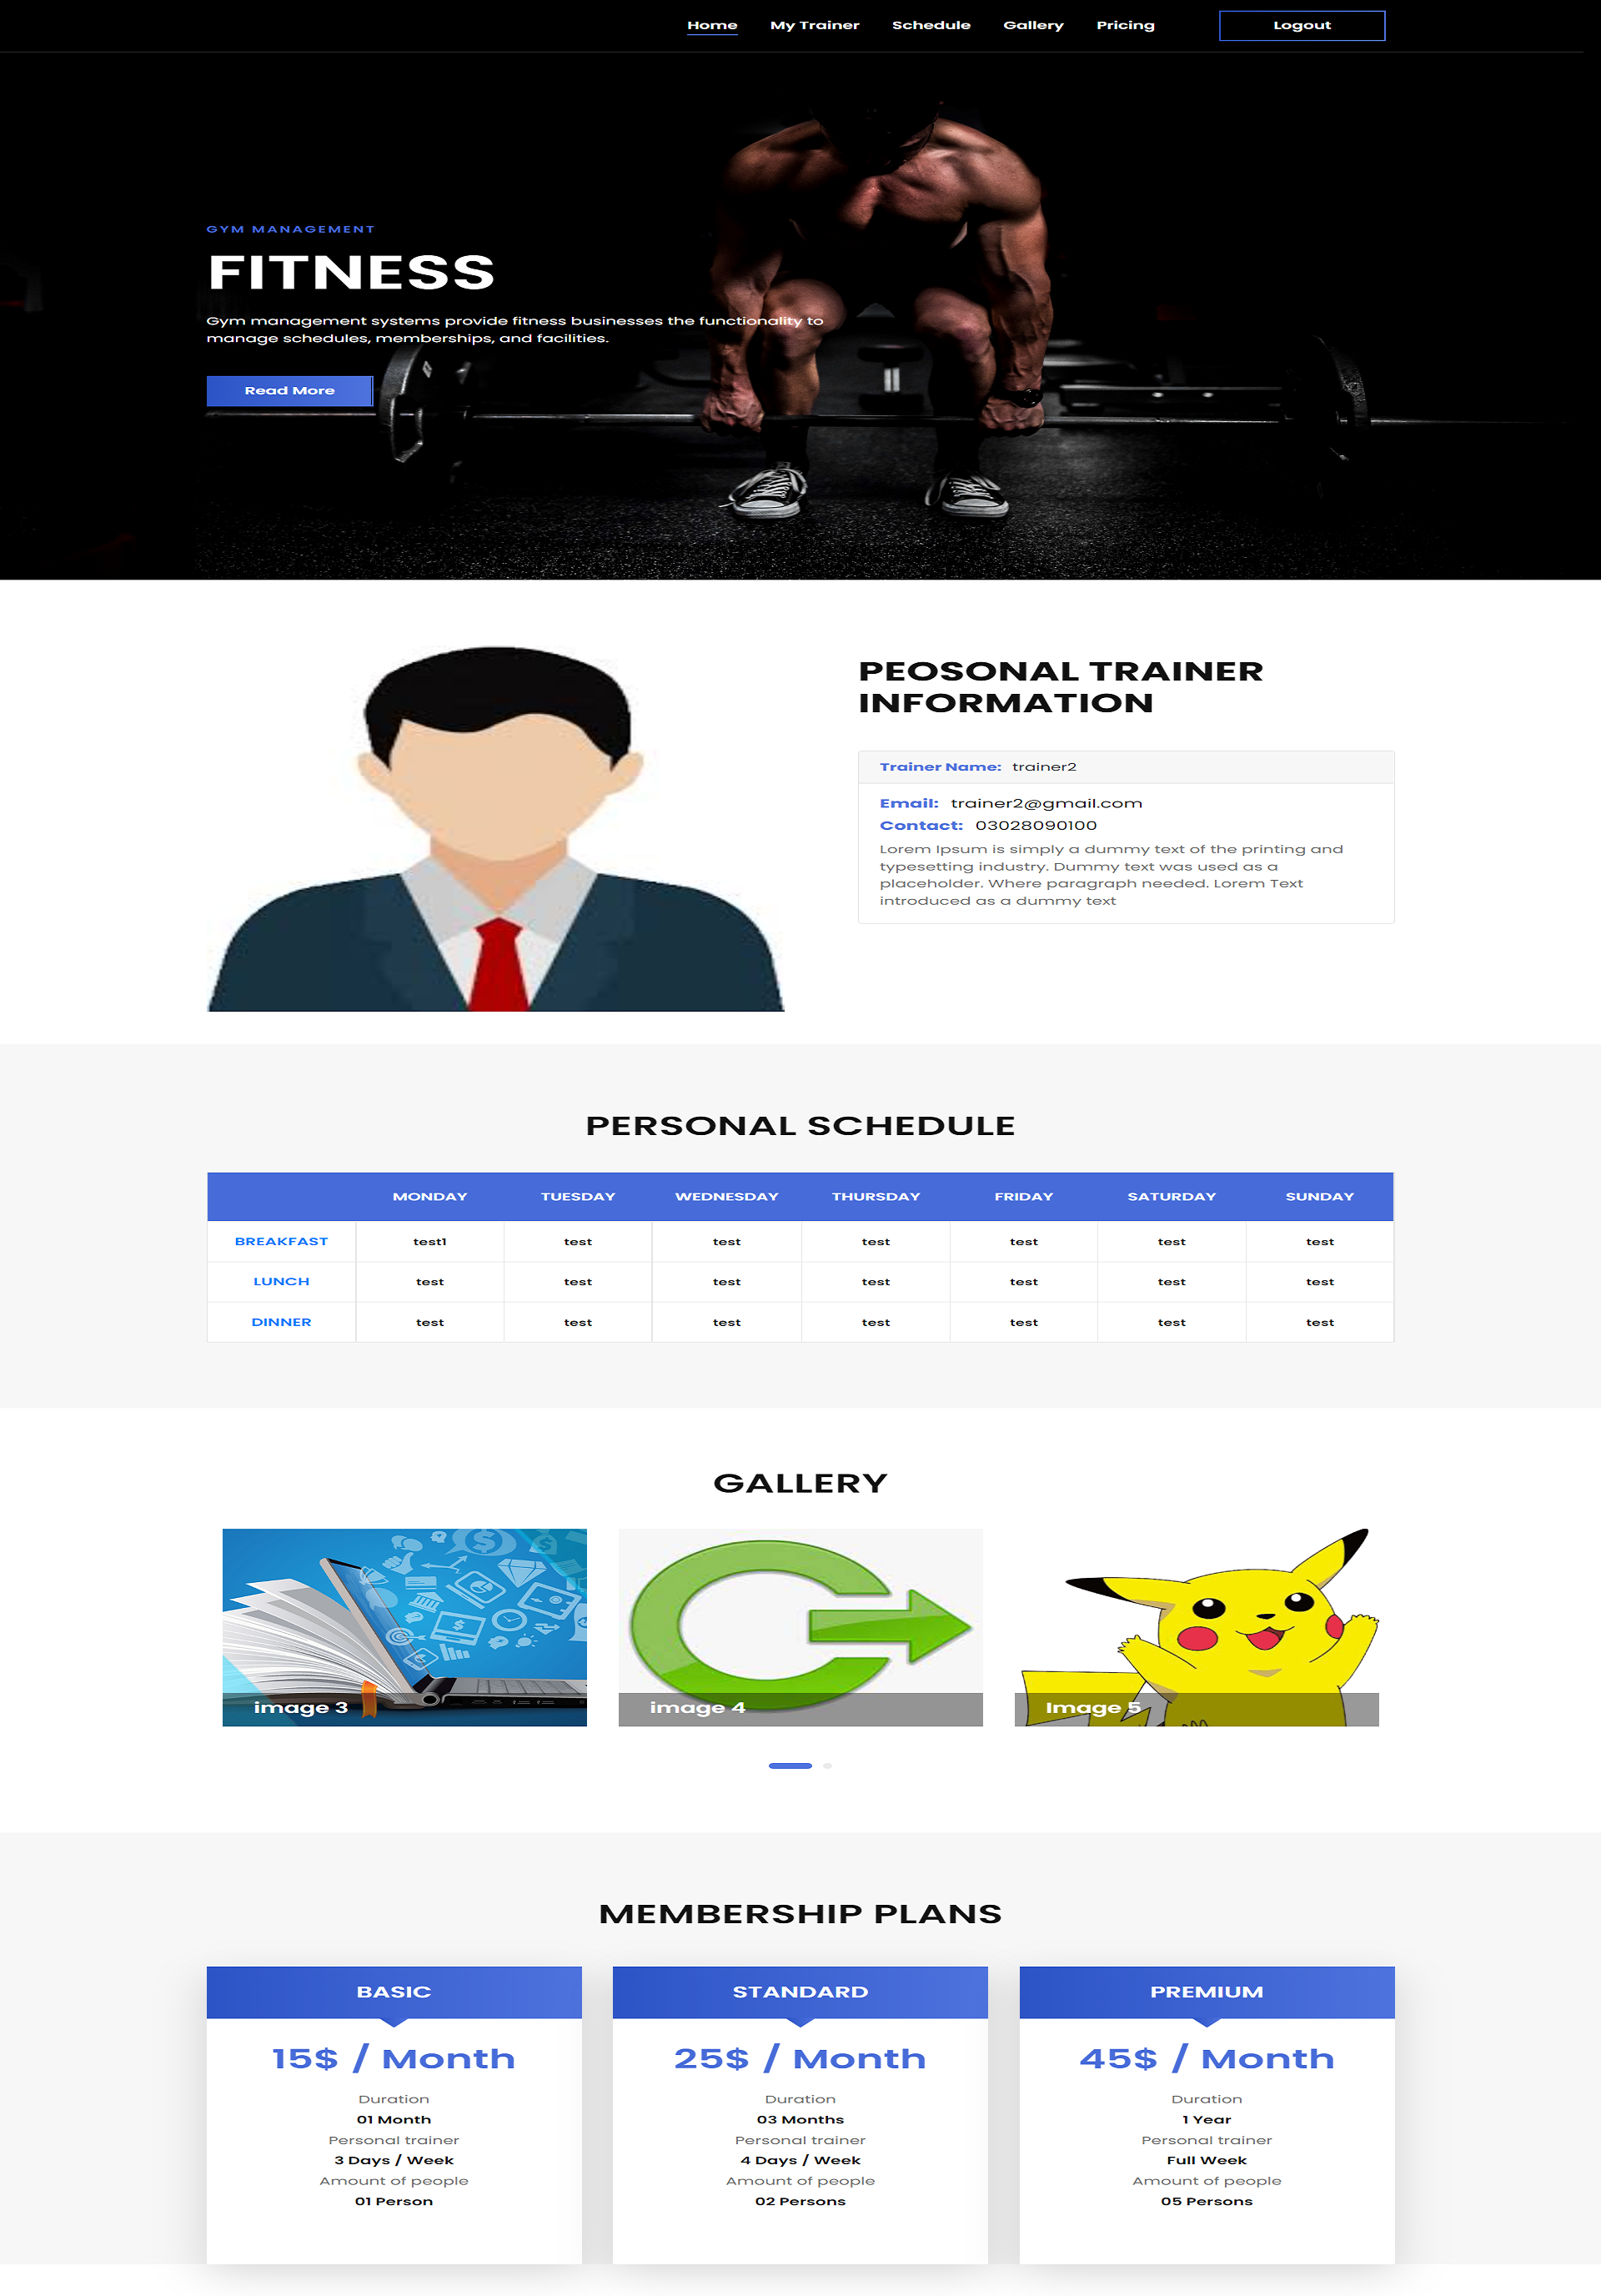 Home My Trainer Schedule Gallery Pricing Logout
GYM MANAGEMENT
FITNESS
Gym management systems provide fitness businesses the functionality to
manage schedules, memberships, and facilities.
Read More
PEOSONAL TRAINER
INFORMATION
Trainer Name: trainer2
Email: trainer2@gmail.com
Contact: 03028090100
Lorem Ipsum is simply a dummy text of the printing and
typesetting industry. Dummy text was used as a
placeholder. Where paragraph needed. Lorem Text
introduced as a dummy text
PERSONAL SCHEDULE
MONDAY TUESDAY WEDNESDAY THURSDAY FRIDAY SATURDAY SUNDAY
BREAKFAST test1 test test test test test test
LUNCH test test test test test test test
DINNER test test test test test test test
GALLERY
image 3 image 4 Image 5
MEMBERSHIP PLANS
BASIC STANDARD PREMIUM
15$ / Month 25$ / Month 45$ / Month
Duration Duration Duration
01 Month 03 Months 1 Year
Personal trainer Personal trainer Personal trainer
3 Days / Week 4 Days / Week Full Week
Amount of people Amount of people Amount of people
01 Person 02 Persons 05 Persons